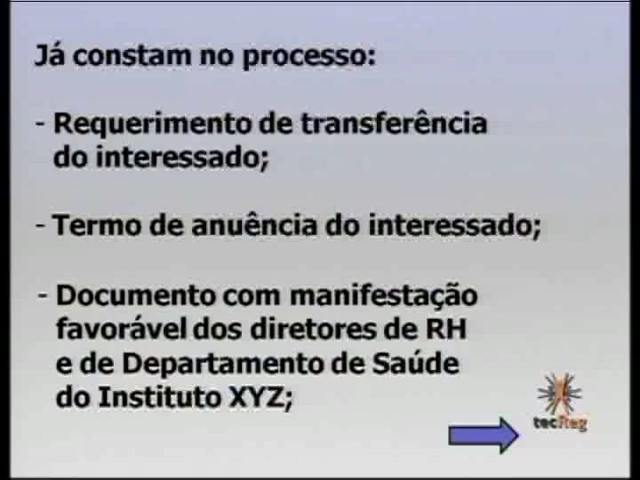 Já constam no processo:
- Requerimento de transferência
do interessado;
- Termo de anuência do interessado;
- Documento com manifestação
favorável dos diretores de RH
e de Departamento de Saúde
do Instituto XYZ;
tecReg